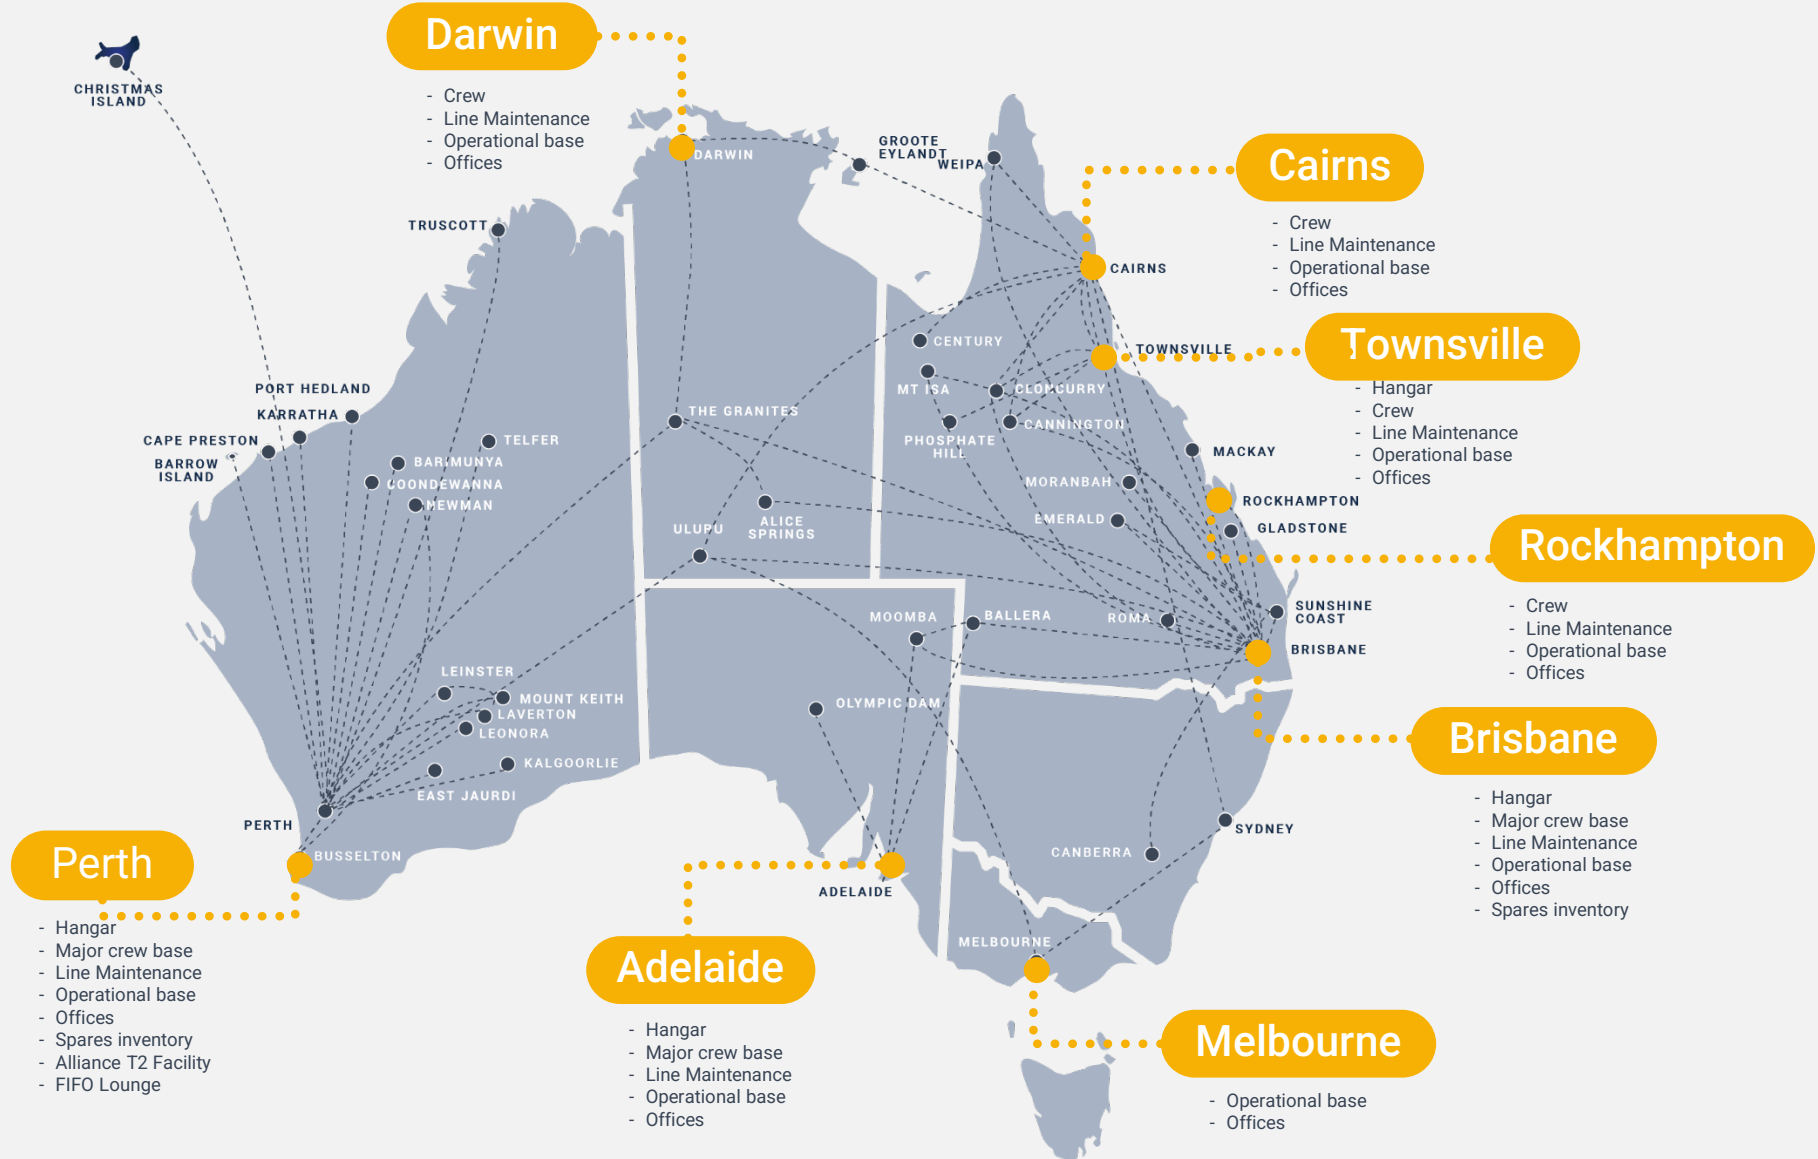 Darwin
- Crew
- Line Maintenance
- Operational base
- Offices
CHRISTMAS
ISLAND
DARWIN
GROOTE
EYLANDT
WEIPA
Cairns
- Crew
- Line Maintenance
- Operational base
- Offices
TRUSCOTT
CAIRNS
CENTURY
TOWNSVILLE
Townsville
- Hangar
- Crew
- Line Maintenance
- Operational base
- Offices
MT ISA
CLONCURRY
CANNINGTON
PHOSPHATE
HILL
PORT HEDLAND
KARRATHA
CAPE PRESTON
BARROW
ISLAND
TELFER
BARIMUNYA
COONDEWANNA
NEWMAN
THE GRANITES
ALICE
SPRINGS
ULUPU
MACKAY
MORANBAH
ROCKHAMPTON
EMERALD
GLADSTONE
Rockhampton
- Crew
- Line Maintenance
- Operational base
- Offices
MOOMBA
BALLERA
ROMA
SUNSHINE
COAST
BRISBANE
LEINSTER
MOUNT KEITH
LAVERTON
LEONORA
KALGOORLIE
EAST JAURDI
OLYMPIC DAM
Brisbane
- Hangar
- Major crew base
- Line Maintenance
- Operational base
- Offices
- Spares inventory
PERTH
BUSSELTON
Perth
- Hangar
- Major crew base
- Line Maintenance
- Operational base
- Offices
- Spares inventory
- Alliance T2 Facility
- FIFO Lounge
SYDNEY
CANBERRA
ADELAIDE
Adelaide
- Hangar
- Major crew base
- Line Maintenance
- Operational base
- Offices
MELBOURNE
Melbourne
- Operational base
- Offices